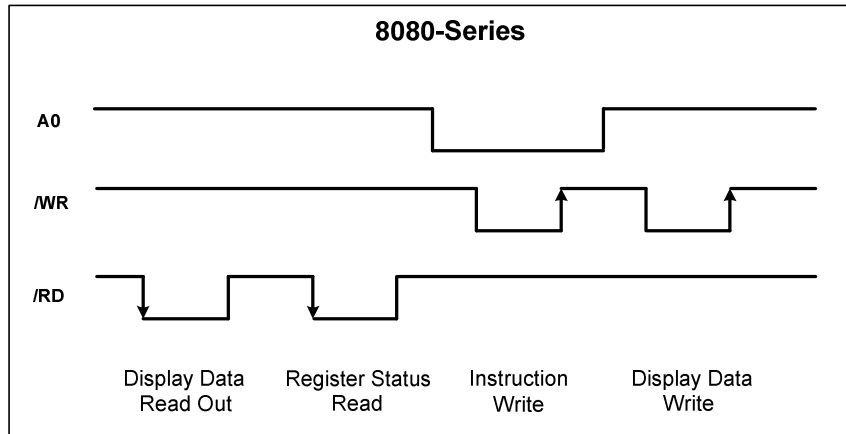 8080-Series
A0
/WR
/RD
Display Data
Read Out
Register Status
Read
Instruction
Write
Display Data
Write